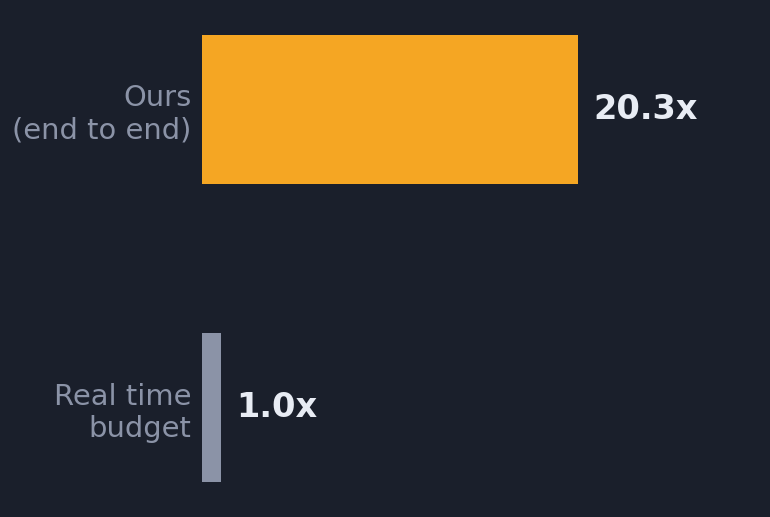 Ours
(end to end)
20.3x
Real time
budget
1.0x